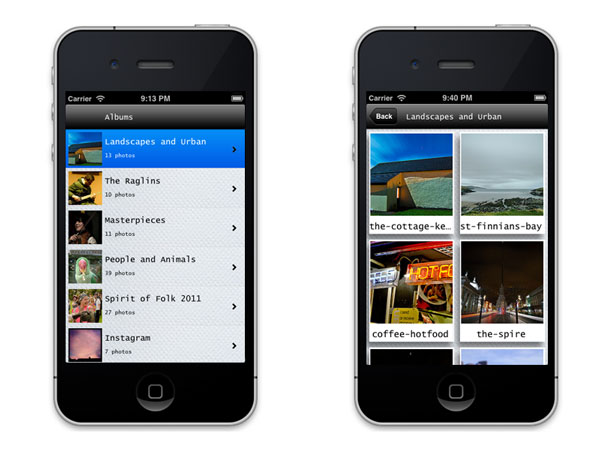 Carrier 9:13 PM
Albums
Landscapes and Urban
13 photos
The Raglins
10 photos
Masterpieces
11 photos
People and Animals
39 photos
Spirit of Folk 2011
27 photos
Instagram
7 photos
Carrier 9:40 PM
Back Landscapes and Urban
the-cottage-ke… st-finnians-bay
HOTFO
coffee-hotfood the-spire